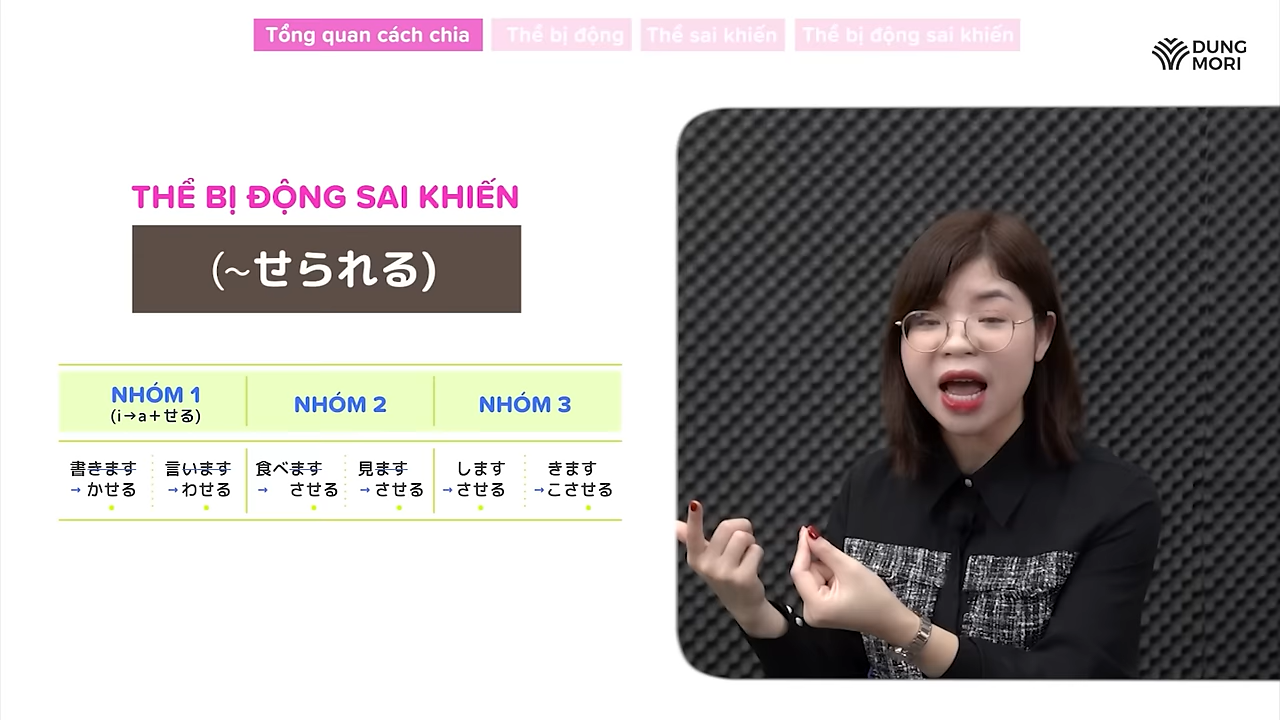 Tổng quan cách chia
Thể bị động
Thể sai khiến
Thể bị động sai khiến
DUNG
MORI
THỂ BỊ ĐỘNG SAI KHIẾN
(~せられる)
NHÓM 1
(i→a+せる)
NHÓM 2
NHÓM 3
書きます
→ かせる
言います
→わせる
食べます
→ させる
見ます
→させる
します
→させる
きます
→こさせる